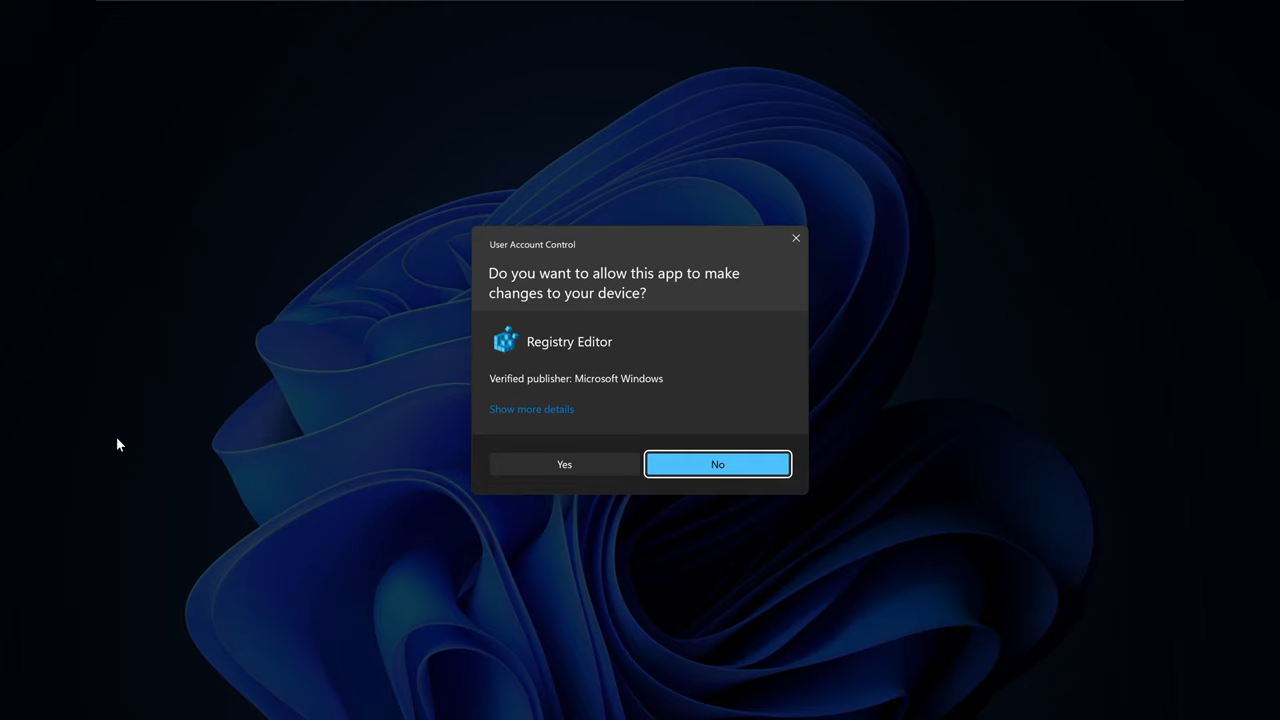 User Account Control
Do you want to allow this app to make
changes to your device?
Registry Editor
Verified publisher: Microsoft Windows
Show more details
Yes
No